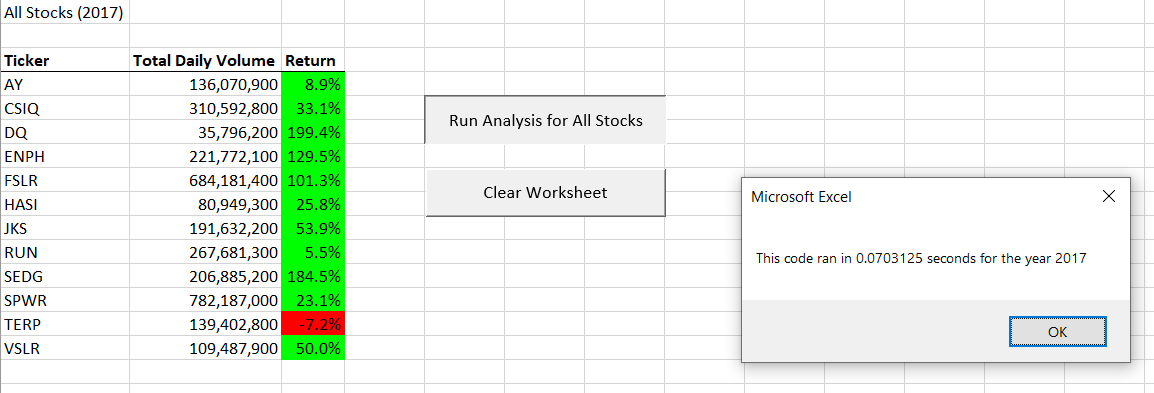 All Stocks (2017)
Ticker Total Daily Volume Return
AY 136,070,900 8.9%
CSIQ 310,592,800 33.1%
DQ 35,796,200 199.4%
ENPH 221,772,100 129.5%
FSLR 684,181,400 101.3%
HASI 80,949,300 25.8%
JKS 191,632,200 53.9%
RUN 267,681,300 5.5%
SEDG 206,885,200 184.5%
SPWR 782,187,000 23.1%
TERP 139,402,800 -7.2%
VSLR 109,487,900 50.0%
Run Analysis for All Stocks
Clear Worksheet
Microsoft Excel
This code ran in 0.0703125 seconds for the year 2017
OK